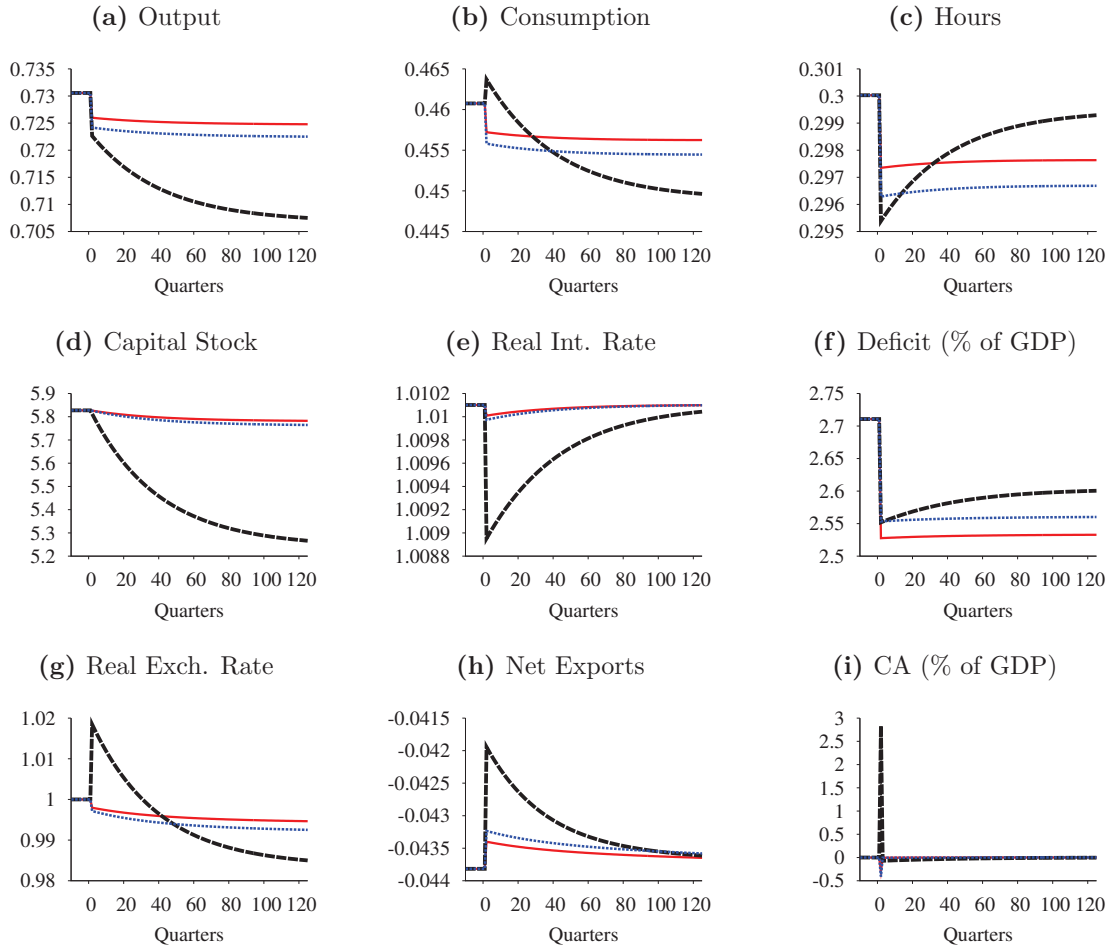 (a) Output
(b) Consumption
(c) Hours
0.735
0.73
0.725
0.72
0.715
0.71
0.705
0 20 40 60 80 100 120
Quarters
0.465
0.46
0.455
0.45
0.445
0 20 40 60 80 100 120
Quarters
0.301
0.3
0.299
0.298
0.297
0.296
0.295
0 20 40 60 80 100 120
Quarters
(d) Capital Stock
(e) Real Int. Rate
(f) Deficit (% of GDP)
5.9
5.8
5.7
5.6
5.5
5.4
5.3
5.2
0 20 40 60 80 100 120
Quarters
1.0102
1.01
1.0098
1.0096
1.0094
1.0092
1.009
1.0088
0 20 40 60 80 100 120
Quarters
2.75
2.7
2.65
2.6
2.55
2.5
0 20 40 60 80 100 120
Quarters
(g) Real Exch. Rate
(h) Net Exports
(i) CA (% of GDP)
1.02
1.01
1
0.99
0.98
0 20 40 60 80 100 120
Quarters
-0.0415
-0.042
-0.0425
-0.043
-0.0435
-0.044
0 20 40 60 80 100 120
Quarters
3
2.5
2
1.5
1
0.5
0
-0.5
0 20 40 60 80 100 120
Quarters